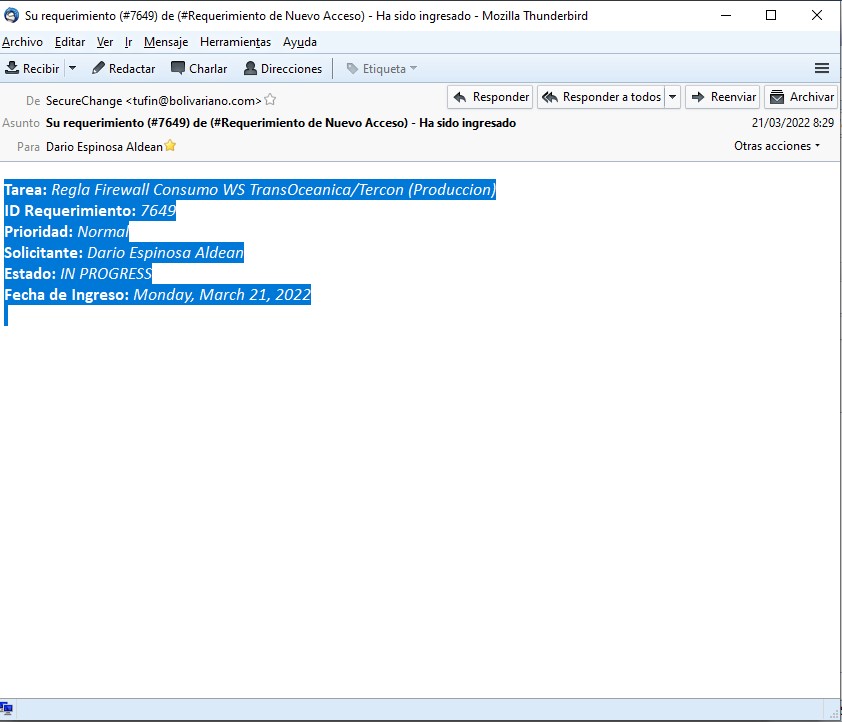 Su requerimiento (#7649) de (#Requerimiento de Nuevo Acceso) - Ha sido ingresado - Mozilla Thunderbird
Archivo Editar Ver Ir Mensaje Herramientas Ayuda
Recibir Redactar Charlar Direcciones Etiqueta
De SecureChange <tufin@bolivariano.com> Responder Responder a todos Reenviar Archivar
Asunto Su requerimiento (#7649) de (#Requerimiento de Nuevo Acceso) - Ha sido ingresado 21/03/2022 8:29
Para Dario Espinosa Aldean Otras acciones
Tarea: Regla Firewall Consumo WS TransOceanica/Tercon (Produccion)
ID Requerimiento: 7649
Prioridad: Normal
Solicitante: Dario Espinosa Aldean
Estado: IN PROGRESS
Fecha de Ingreso: Monday, March 21, 2022